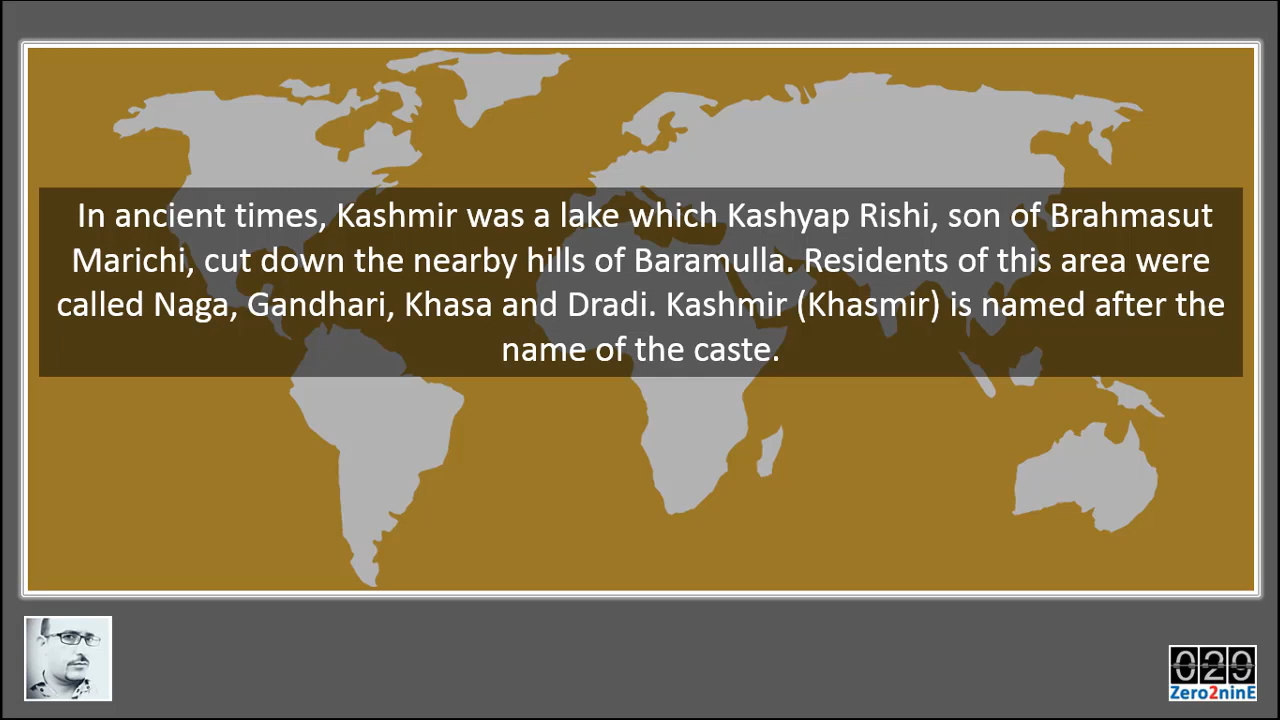 In ancient times, Kashmir was a lake which Kashyap Rishi, son of Brahmasut
Marichi, cut down the nearby hills of Baramulla. Residents of this area were
called Naga, Gandhari, Khasa and Dradi. Kashmir (Khasmir) is named after the
name of the caste.
029
Zero2ninE